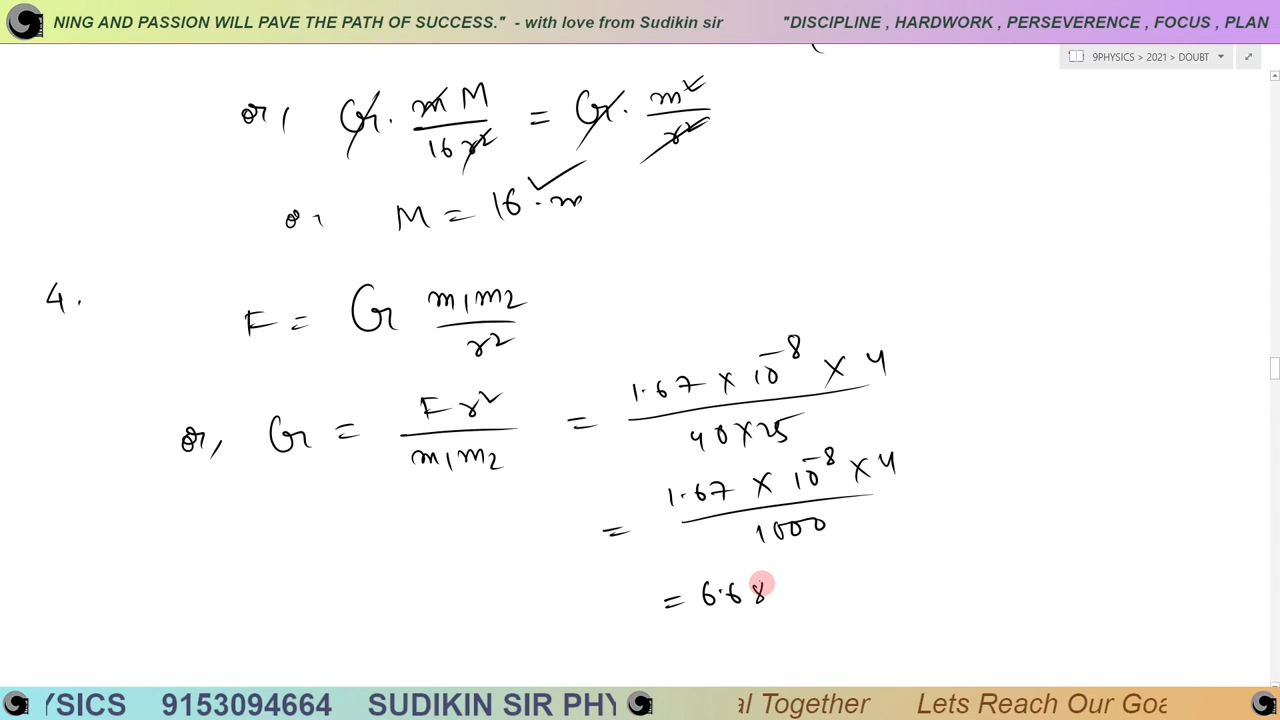 NING AND PASSION WILL PAVE THE PATH OF SUCCESS." - with love from Sudikin sir "DISCIPLINE , HARDWORK , PERSEVERENCE , FOCUS , PLAN
9PHYSICS > 2021 > DOUBT
or, G. m M / 16 r² = G. m² / r²
or, M = 16 . m
4. F = G m1m2 / r²
or, G = F r² / m1m2 = 1.67 × 10^-8 × 4 / 40 × 25
= 1.67 × 10^-8 × 4 / 1000
= 6.68
YSICS 9153094664 SUDIKIN SIR PHY al Together Lets Reach Our Goa